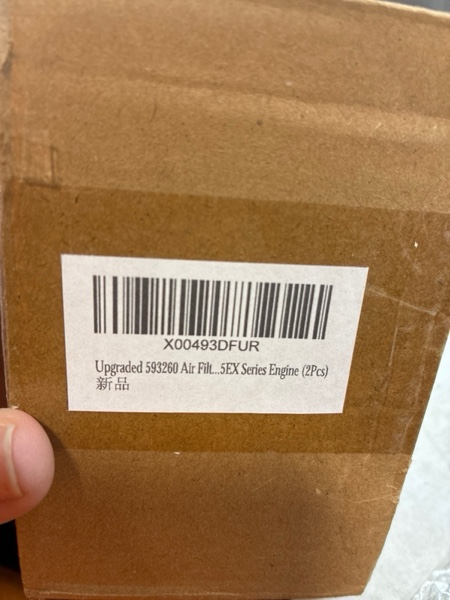 X00493DFUR
Upgraded 593260 Air Filt...5EX Series Engine (2Pcs)
新品